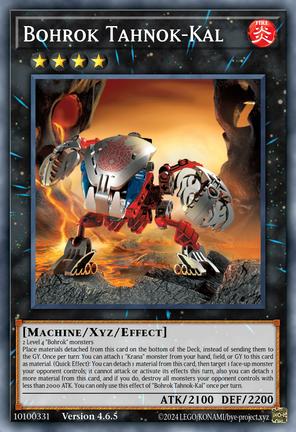 Bohrok Tahnok-Kal
FIRE
炎
[Machine/Xyz/Effect]
2 Level 4 "Bohrok" monsters
Place materials detached from this card on the bottom of the Deck, instead of sending them to
the GY. Once per turn: You can attach 1 "Krana" monster from your hand, field, or GY to this card
as material. (Quick Effect): You can detach 1 material from this card, then target 1 face-up monster
your opponent controls; it cannot attack or activate its effects this turn, also you can detach 1
more material from this card, and if you do, destroy all monsters your opponent controls with
less than 2000 ATK. You can only use this effect of "Bohrok Tahnok-Kal" once per turn.
ATK/2100 DEF/2200
10100331 Version 4.6.5 ©2024LEGO/KONAMI/bye-project.xyz